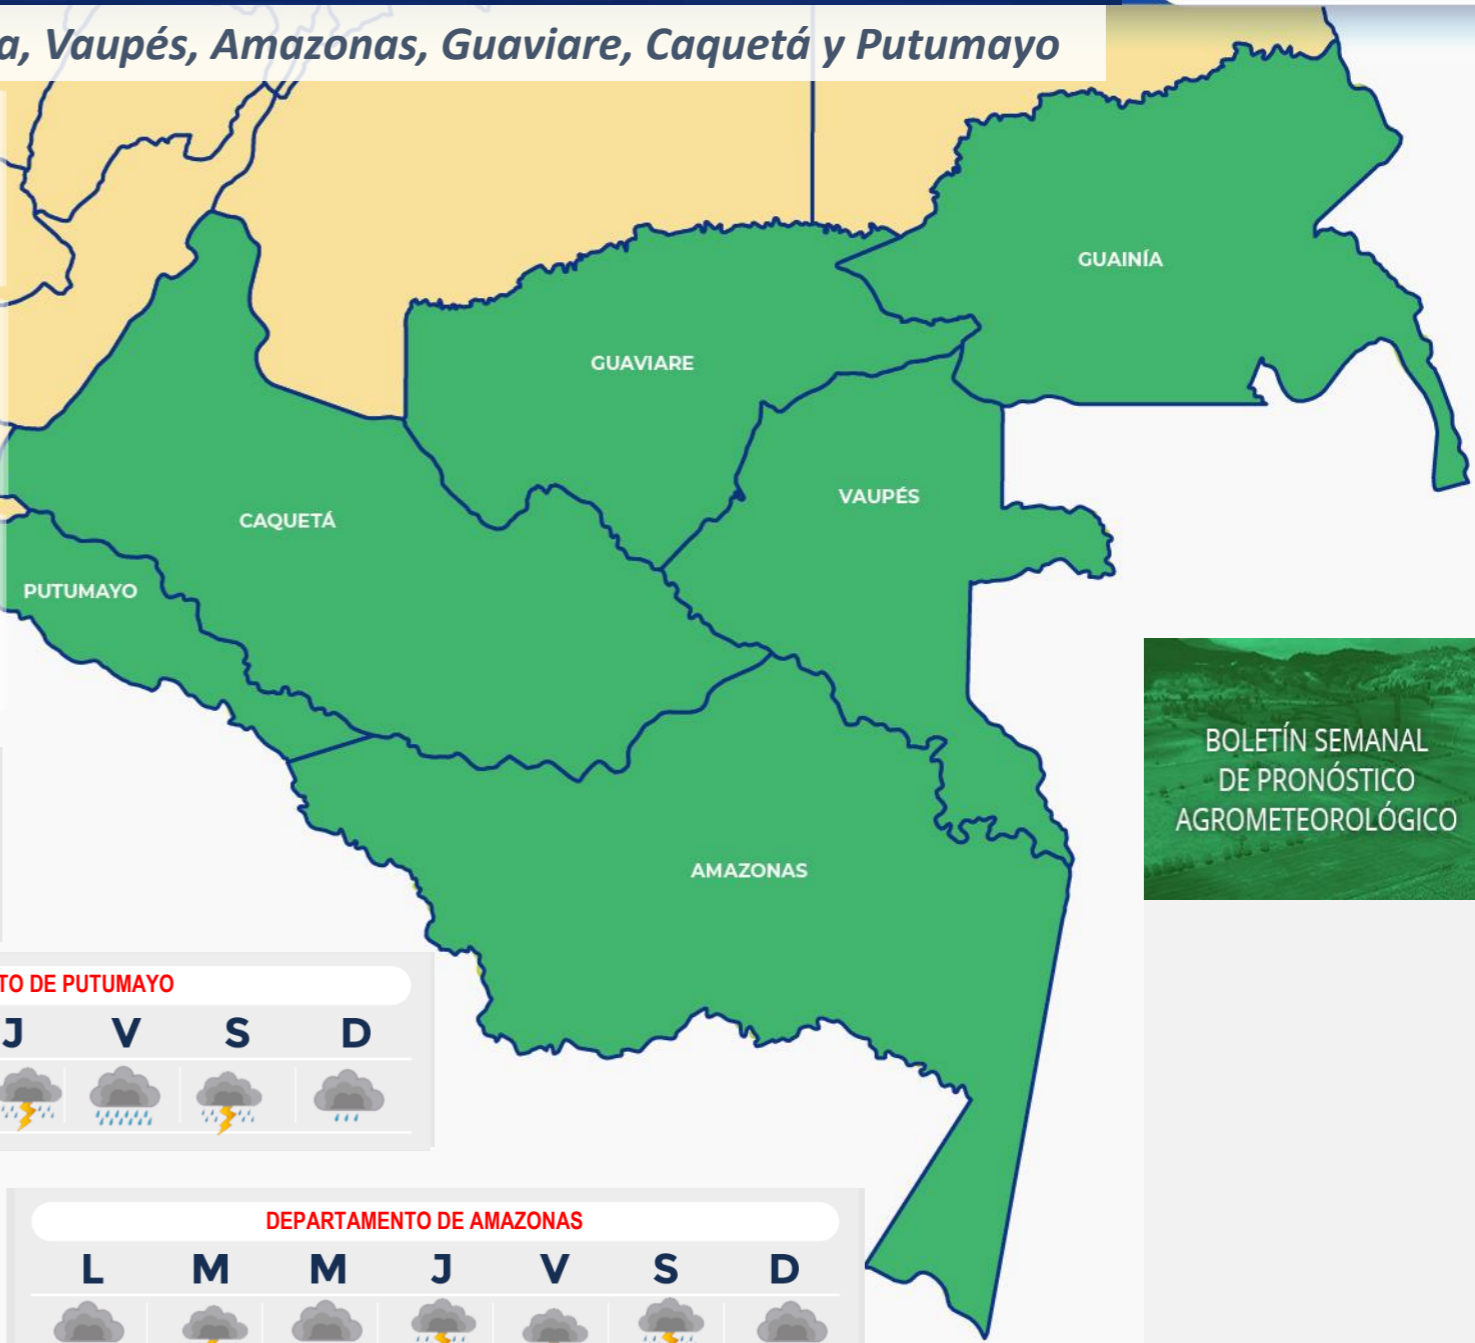 a, Vaupés, Amazonas, Guaviare, Caquetá y Putumayo
GUAINÍA
GUAVIARE
VAUPÉS
CAQUETÁ
PUTUMAYO
BOLETÍN SEMANAL
DE PRONÓSTICO
AGROMETEOROLÓGICO
AMAZONAS
TO DE PUTUMAYO
J V S D
DEPARTAMENTO DE AMAZONAS
L M M J V S D